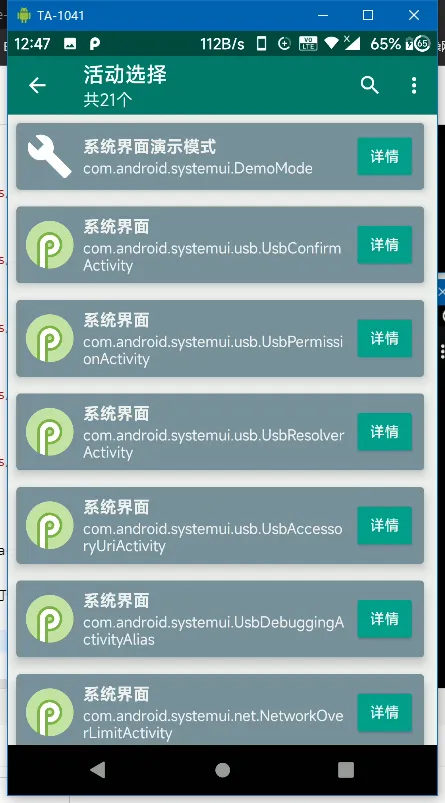 TA-1041
12:47
112B/s
VO
LTE
65%
65
活动选择
共21个
系统界面演示模式
com.android.systemui.DemoMode
详情
系统界面
com.android.systemui.usb.UsbConfirm
Activity
详情
系统界面
com.android.systemui.usb.UsbPermissi
onActivity
详情
系统界面
com.android.systemui.usb.UsbResolver
Activity
详情
系统界面
com.android.systemui.usb.UsbAccesso
ryUriActivity
详情
系统界面
com.android.systemui.UsbDebuggingA
ctivityAlias
详情
系统界面
com.android.systemui.net.NetworkOve
rLimitActivity
详情